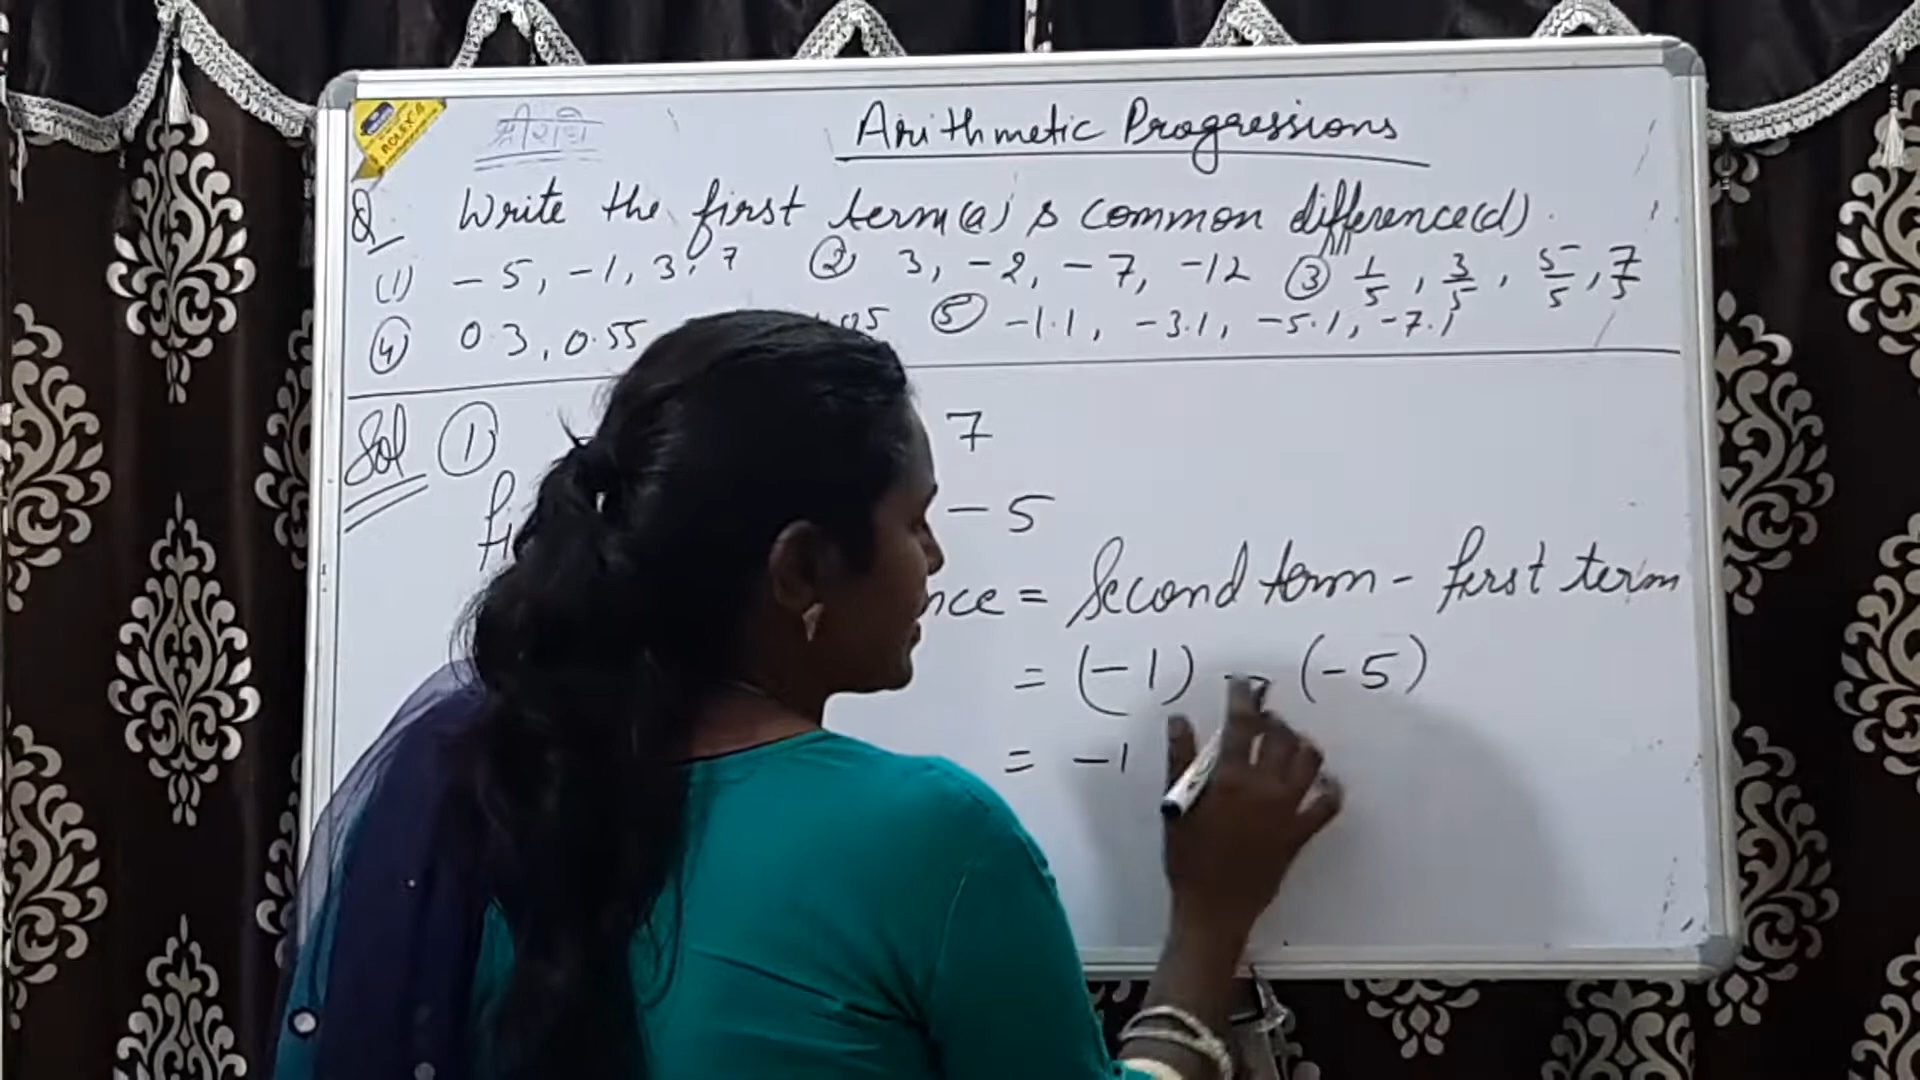 श्रीराम
Arithmetic Progressions
Q Write the first term(a) & common difference(d).
(1) -5, -1, 3, 7 ② 3, -2, -7, -12 ③ 1/5, 3/5, 5/5, 7/5
④ 0.3, 0.55 .05 ⑤ -1.1, -3.1, -5.1, -7.1
Sol ① 7
fi - 5
nce = Second term - first term
= (-1) - (-5)
= -1